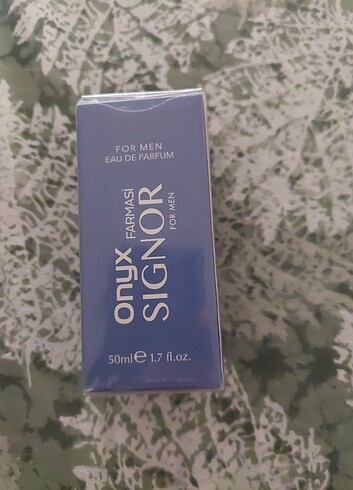 FOR MEN
EAU DE PARFUM
onyx FARMASİ
SIGNOR
FOR MEN
50ml℮ 1.7 fl.oz.